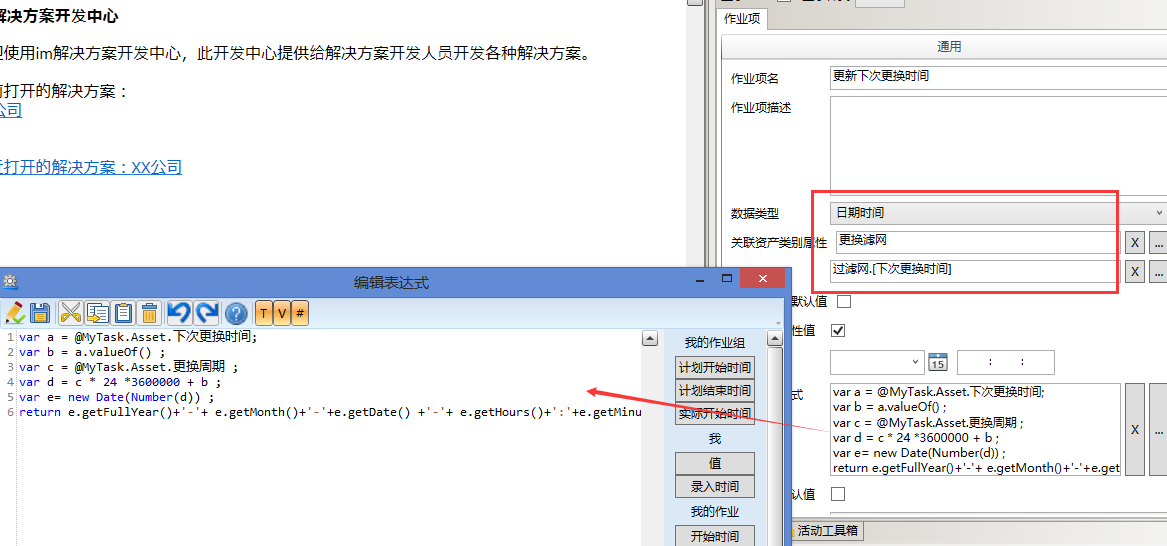 解决方案开发中心
使用im解决方案开发中心，此开发中心提供给解决方案开发人员开发各种解决方案。
打开的解决方案：
公司
打开的解决方案：XX公司
作业项
通用
作业项名
更新下次更换时间
作业项描述
数据类型
日期时间
关联资产类别属性
更换滤网
X
...
过滤网.[下次更换时间]
X
...
默认值
性值
15
: :
式
var a = @MyTask.Asset.下次更换时间;
var b = a.valueOf() ;
var c = @MyTask.Asset.更换周期 ;
var d = c * 24 *3600000 + b ;
var e= new Date(Number(d)) ;
return e.getFullYear()+'-'+ e.getMonth()+'-'+e.get
X
...
认值
活动工具箱
编辑表达式
T V #
1 var a = @MyTask.Asset.下次更换时间;
2 var b = a.valueOf() ;
3 var c = @MyTask.Asset.更换周期 ;
4 var d = c * 24 *3600000 + b ;
5 var e= new Date(Number(d)) ;
6 return e.getFullYear()+'-'+ e.getMonth()+'-'+e.getDate() +'-'+ e.getHours()+':'+e.getMinu
我的作业组
计划开始时间
计划结束时间
实际开始时间
我
值
录入时间
我的作业
开始时间